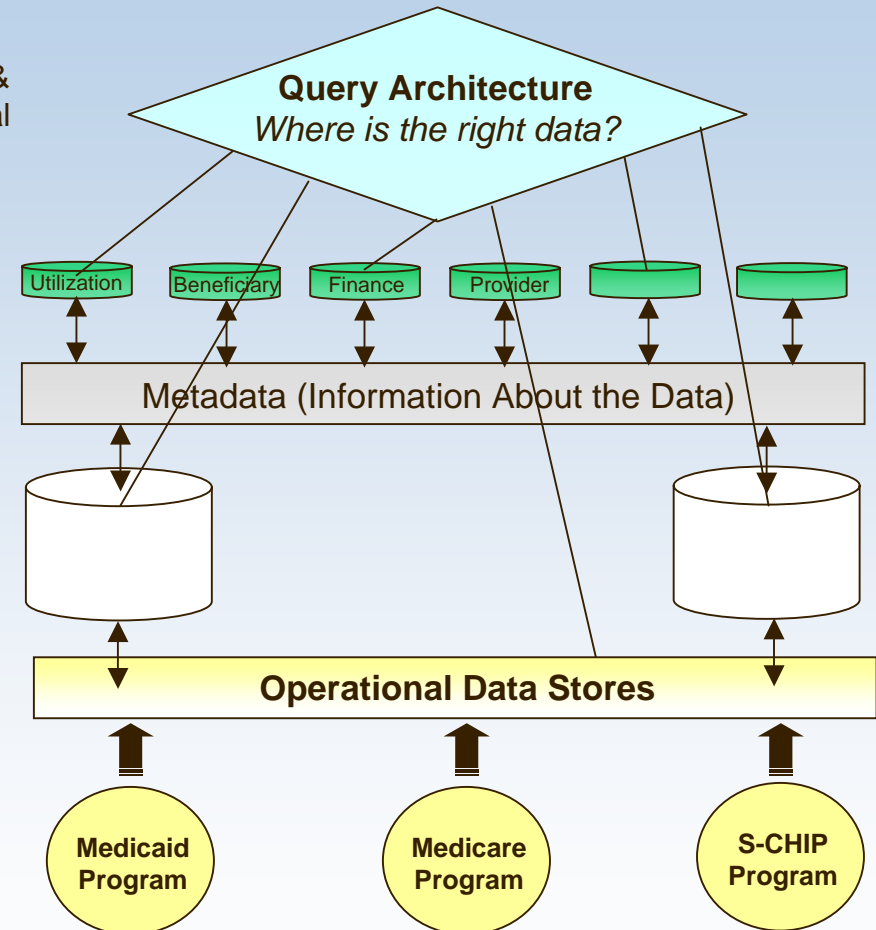 &
al
Query Architecture
Where is the right data?
Utilization
Beneficiary
Finance
Provider
Metadata (Information About the Data)
Operational Data Stores
Medicaid
Program
Medicare
Program
S-CHIP
Program